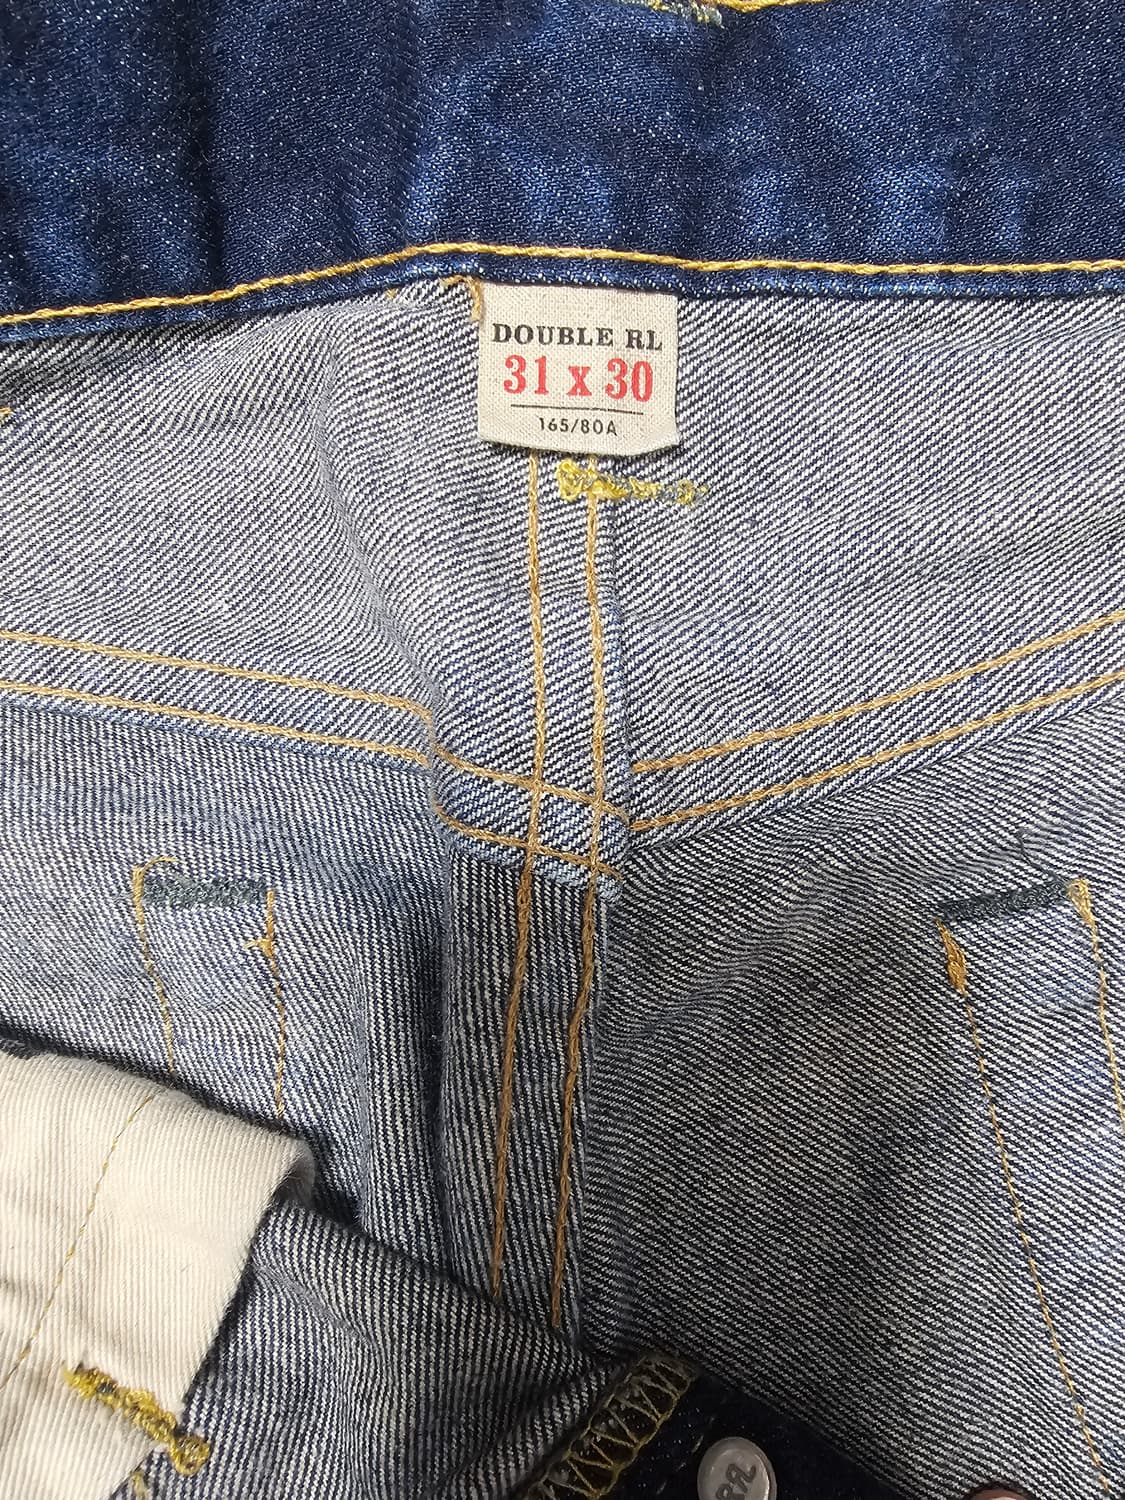 DOUBLE RL
31 x 30
165/80A